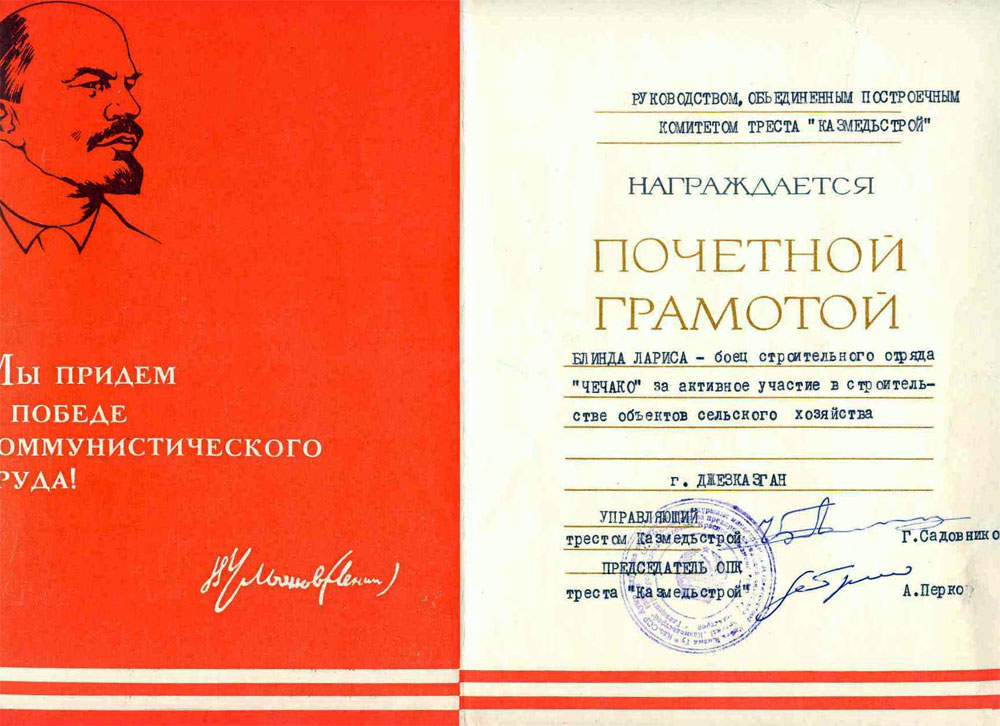 Мы придем
победе
коммунистического
труда!
РУКОВОДСТВОМ, ОБЪЕДИНЕННЫМ ПОСТРОЕЧНЫМ
КОМИТЕТОМ ТРЕСТА "КАЗМЕДЬСТРОЙ"
НАГРАЖДАЕТСЯ
ПОЧЕТНОЙ
ГРАМОТОЙ
БЛИНДА ЛАРИСА - боец строительного отряда
"ЧЕЧАКО" за активное участие в строитель-
стве объектов сельского хозяйства
г. ДЖЕЗКАЗГАН
УПРАВЛЯЮЩИЙ
трестом Казмедьстрой
Г.Садовнико
ПРЕДСЕДАТЕЛЬ ОПК
треста "Казмедьстрой"
А.Перко